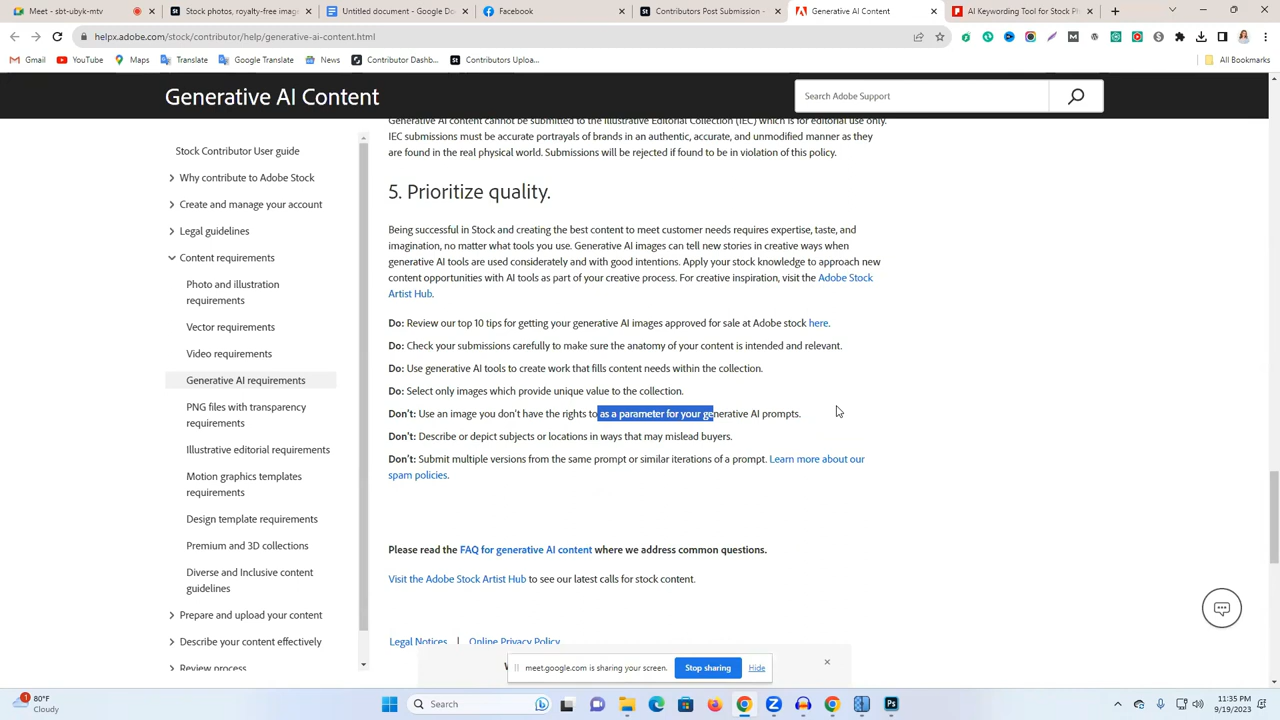 Meet - sbt-ubyk-mtv
Stock photos, royalty-free imag
Untitled document - Google Do
Facebook
Contributors Post Submission -
Generative AI Content
AI Keywording Tool for Stock Ph
helpx.adobe.com/stock/contributor/help/generative-ai-content.html
Gmail
YouTube
Maps
Translate
Google Translate
News
Contributor Dashb...
Contributors Uploa...
All Bookmarks
Generative AI Content
Search Adobe Support
Stock Contributor User guide
Why contribute to Adobe Stock
Create and manage your account
Legal guidelines
Content requirements
Photo and illustration
requirements
Vector requirements
Video requirements
Generative AI requirements
PNG files with transparency
requirements
Illustrative editorial requirements
Motion graphics templates
requirements
Design template requirements
Premium and 3D collections
Diverse and Inclusive content
guidelines
Prepare and upload your content
Describe your content effectively
Review process
Generative AI content cannot be submitted to the Illustrative Editorial Collection (IEC) which is for editorial use only.
IEC submissions must be accurate portrayals of brands in an authentic, accurate, and unmodified manner as they
are found in the real physical world. Submissions will be rejected if found to be in violation of this policy.
5. Prioritize quality.
Being successful in Stock and creating the best content to meet customer needs requires expertise, taste, and
imagination, no matter what tools you use. Generative AI images can tell new stories in creative ways when
generative AI tools are used considerately and with good intentions. Apply your stock knowledge to approach new
content opportunities with AI tools as part of your creative process. For creative inspiration, visit the Adobe Stock
Artist Hub.
Do: Review our top 10 tips for getting your generative AI images approved for sale at Adobe stock here.
Do: Check your submissions carefully to make sure the anatomy of your content is intended and relevant.
Do: Use generative AI tools to create work that fills content needs within the collection.
Do: Select only images which provide unique value to the collection.
Don't: Use an image you don't have the rights to as a parameter for your generative AI prompts.
Don't: Describe or depict subjects or locations in ways that may mislead buyers.
Don't: Submit multiple versions from the same prompt or similar iterations of a prompt. Learn more about our
spam policies.
Please read the FAQ for generative AI content where we address common questions.
Visit the Adobe Stock Artist Hub to see our latest calls for stock content.
Legal Notices | Online Privacy Policy
meet.google.com is sharing your screen.
Stop sharing
Hide
80°F
Cloudy
Search
11:35 PM
9/19/2023